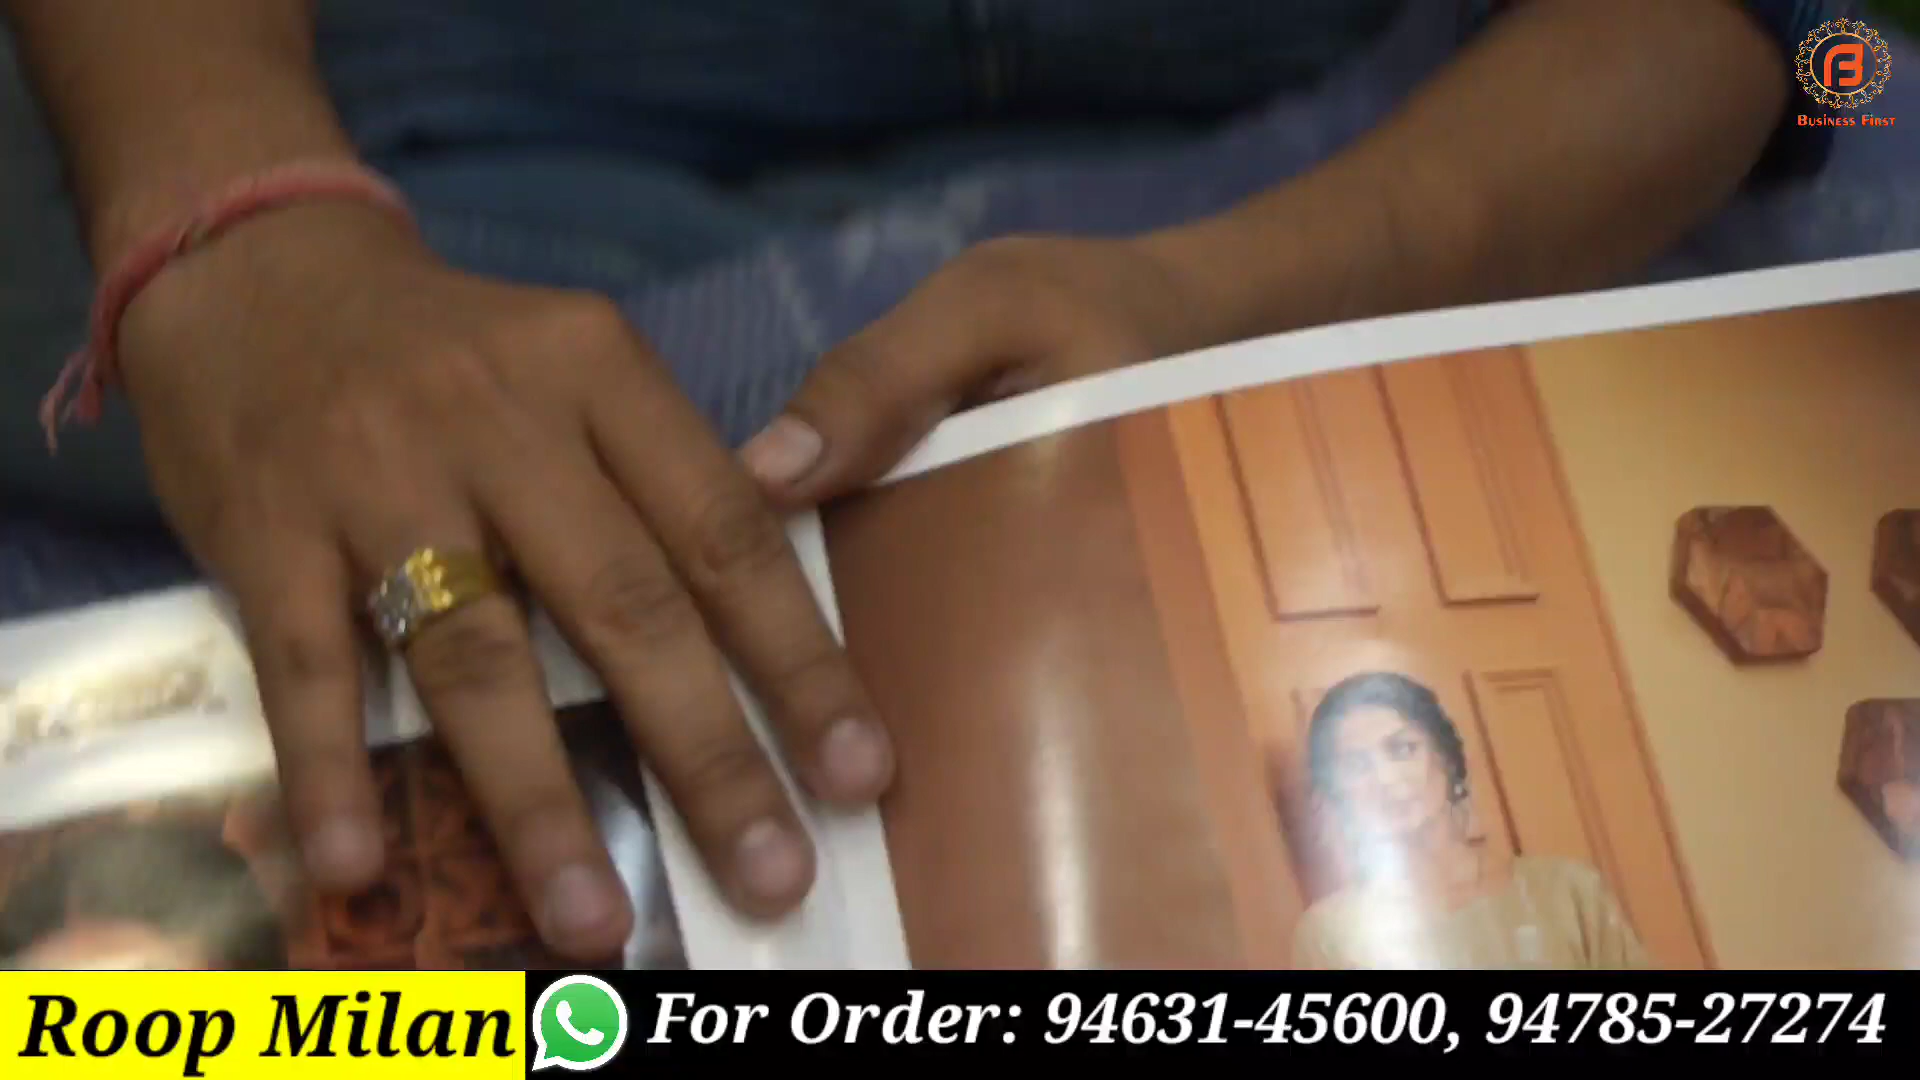 BUSINESS FIRST
Roop Milan For Order: 94631-45600, 94785-27274